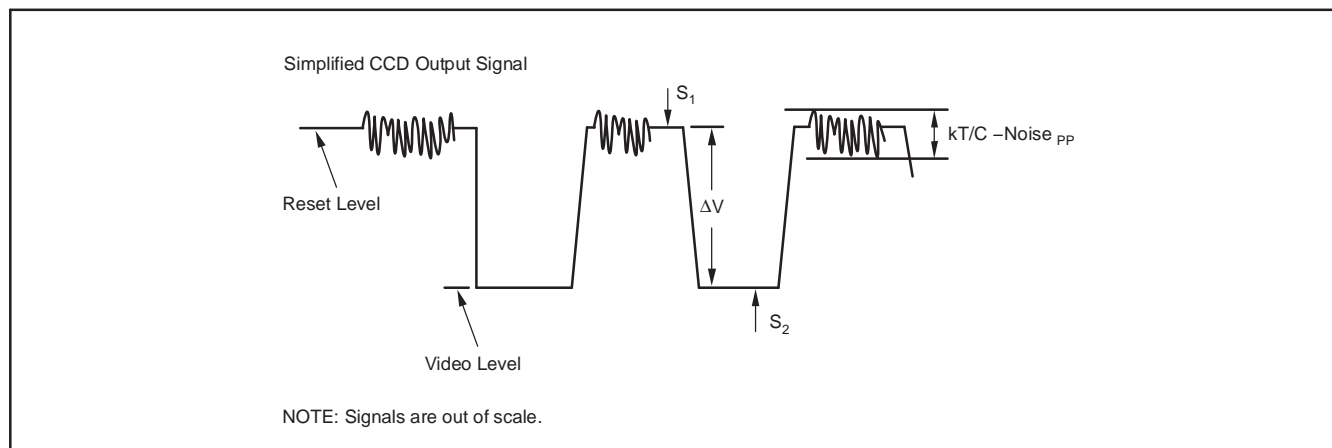 Simplified CCD Output Signal
S1
kT/C –Noise PP
Reset Level
ΔV
S2
Video Level
NOTE: Signals are out of scale.